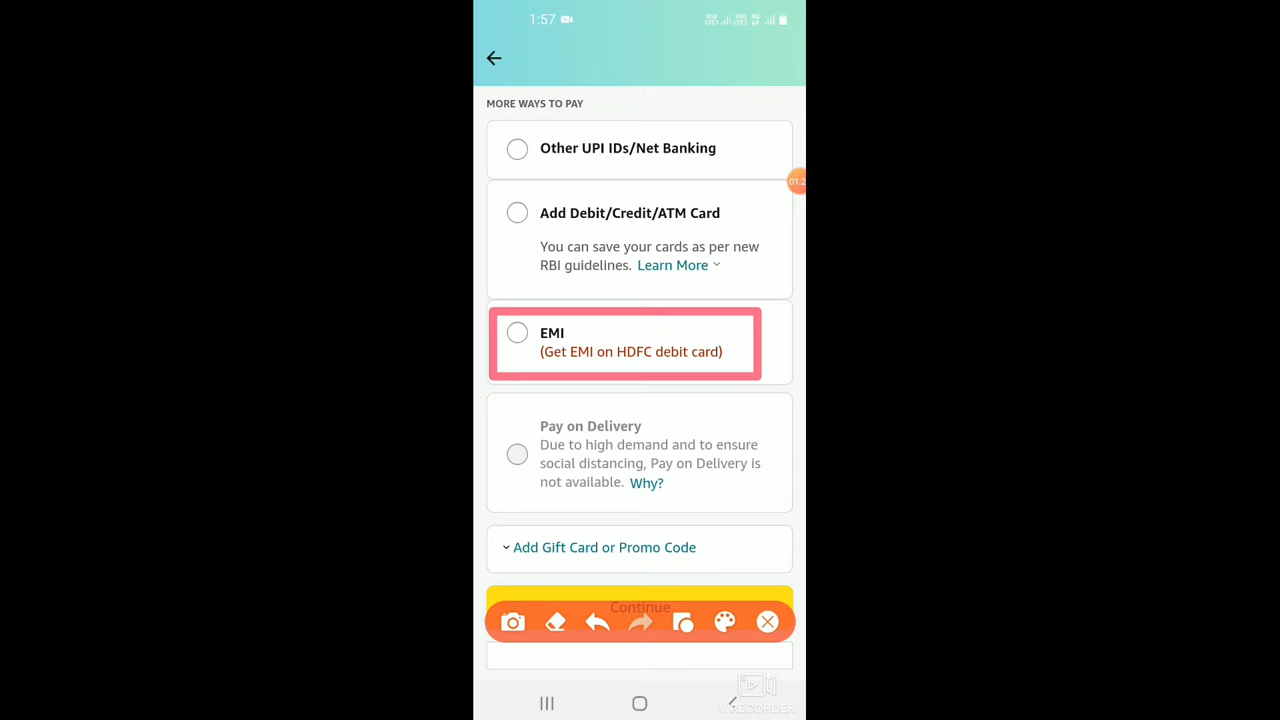 1:57
MORE WAYS TO PAY
Other UPI IDs/Net Banking
01:2
Add Debit/Credit/ATM Card
You can save your cards as per new
RBI guidelines. Learn More
EMI
(Get EMI on HDFC debit card)
Pay on Delivery
Due to high demand and to ensure
social distancing, Pay on Delivery is
not available. Why?
Add Gift Card or Promo Code
Continue
V RECORDER